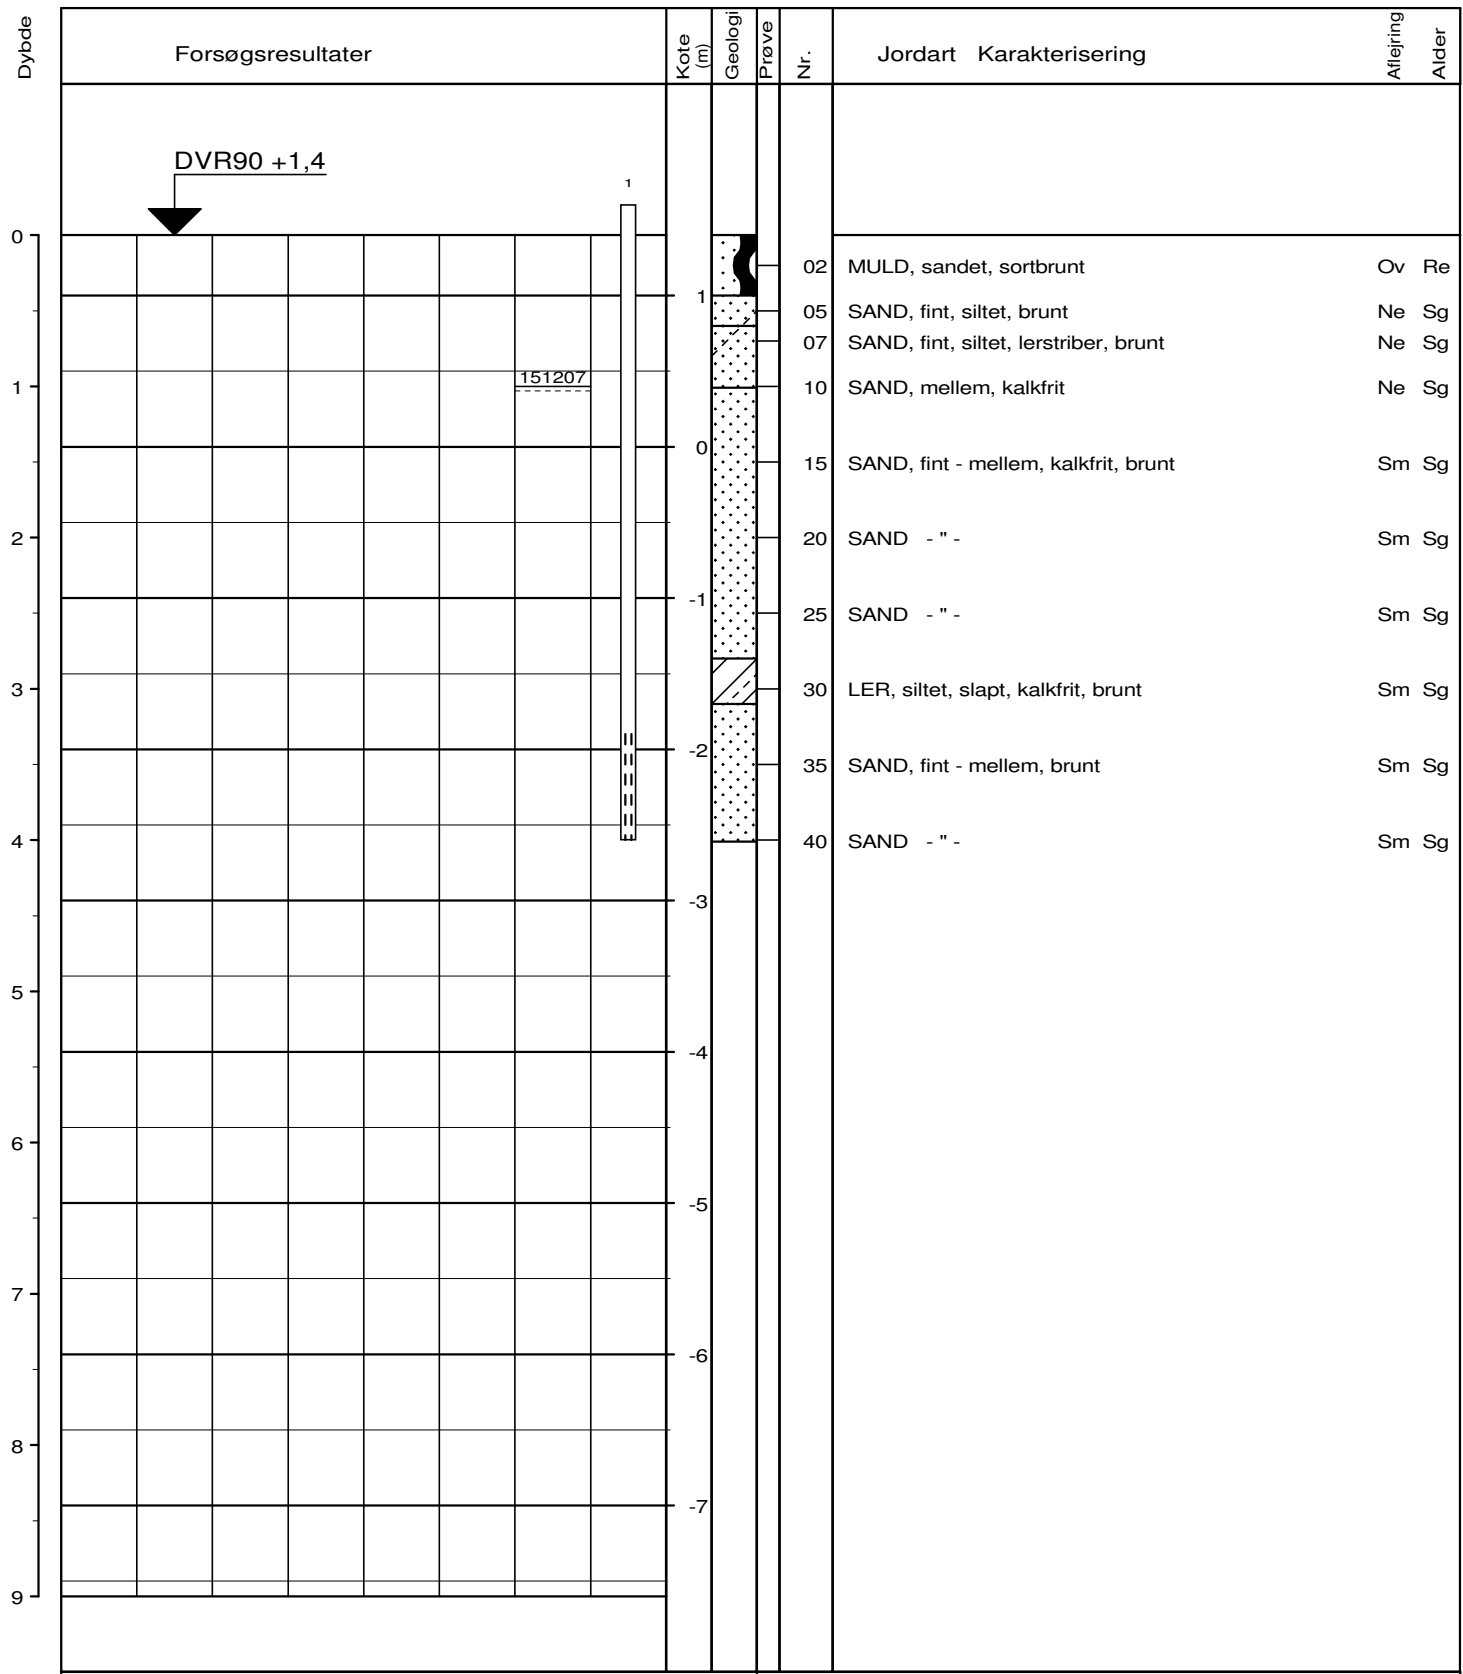 Dybde Forsøgsresultater Kote (m) Geologi Prøve Nr. Jordart Karakterisering Aflejring Alder
DVR90 +1,4
1
0
02 MULD, sandet, sortbrunt Ov Re
1
05 SAND, fint, siltet, brunt Ne Sg
07 SAND, fint, siltet, lerstriber, brunt Ne Sg
151207
1 10 SAND, mellem, kalkfrit Ne Sg
0
15 SAND, fint - mellem, kalkfrit, brunt Sm Sg
2 20 SAND - " - Sm Sg
-1
25 SAND - " - Sm Sg
3 30 LER, siltet, slapt, kalkfrit, brunt Sm Sg
-2
35 SAND, fint - mellem, brunt Sm Sg
4 40 SAND - " - Sm Sg
-3
5
-4
6
-5
7
-6
8
-7
9